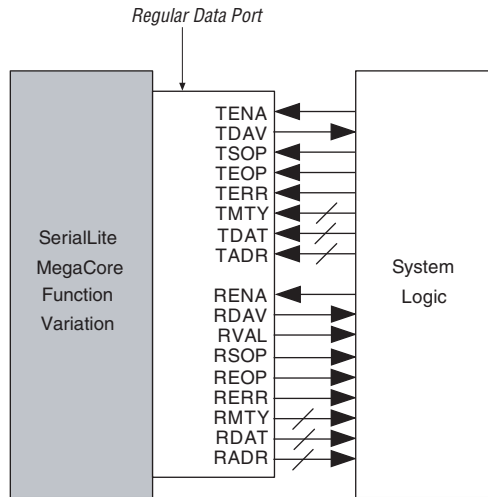 Regular Data Port
TENA
TDAV
TSOP
TEOP
TERR
TMTY
TDAT
TADR
SerialLite
MegaCore
Function
Variation
System
Logic
RENA
RDAV
RVAL
RSOP
REOP
RERR
RMTY
RDAT
RADR